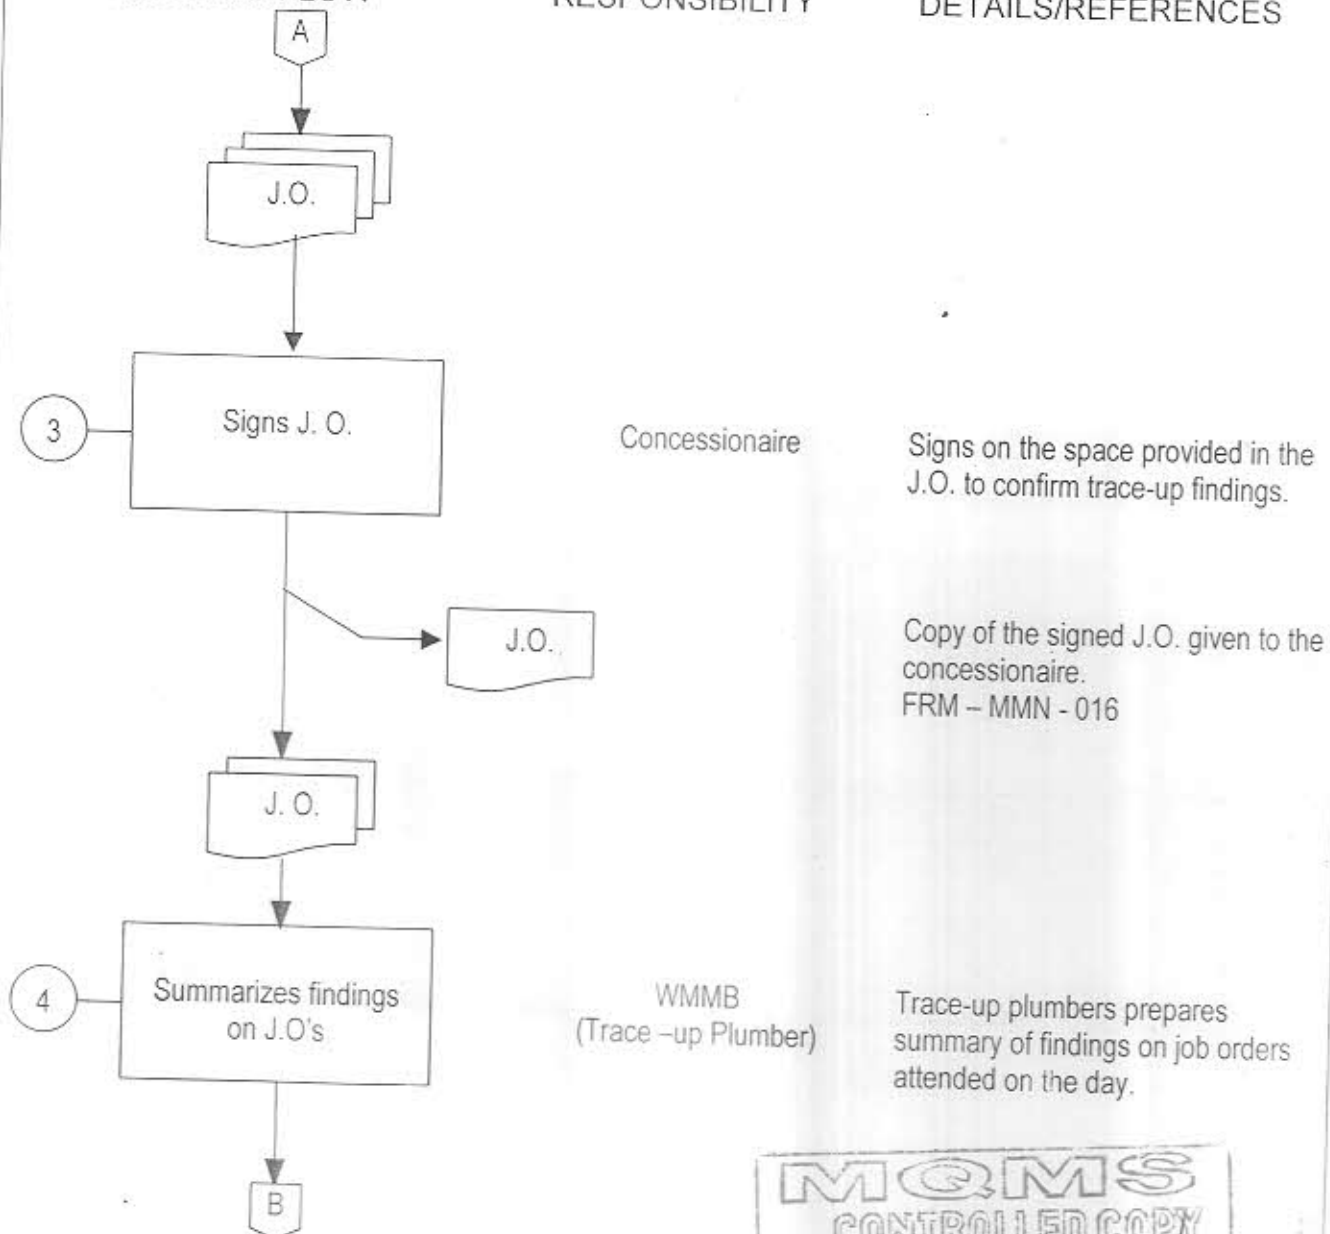 RESPONSIBILITY
DETAILS/REFERENCES
A
J.O.
3
Signs J. O.
Concessionaire
Signs on the space provided in the
J.O. to confirm trace-up findings.
J.O.
Copy of the signed J.O. given to the
concessionaire.
FRM – MMN - 016
J. O.
4
Summarizes findings
on J.O's
WMMB
(Trace –up Plumber)
Trace-up plumbers prepares
summary of findings on job orders
attended on the day.
B
MQMS
CONTROLLED COPY